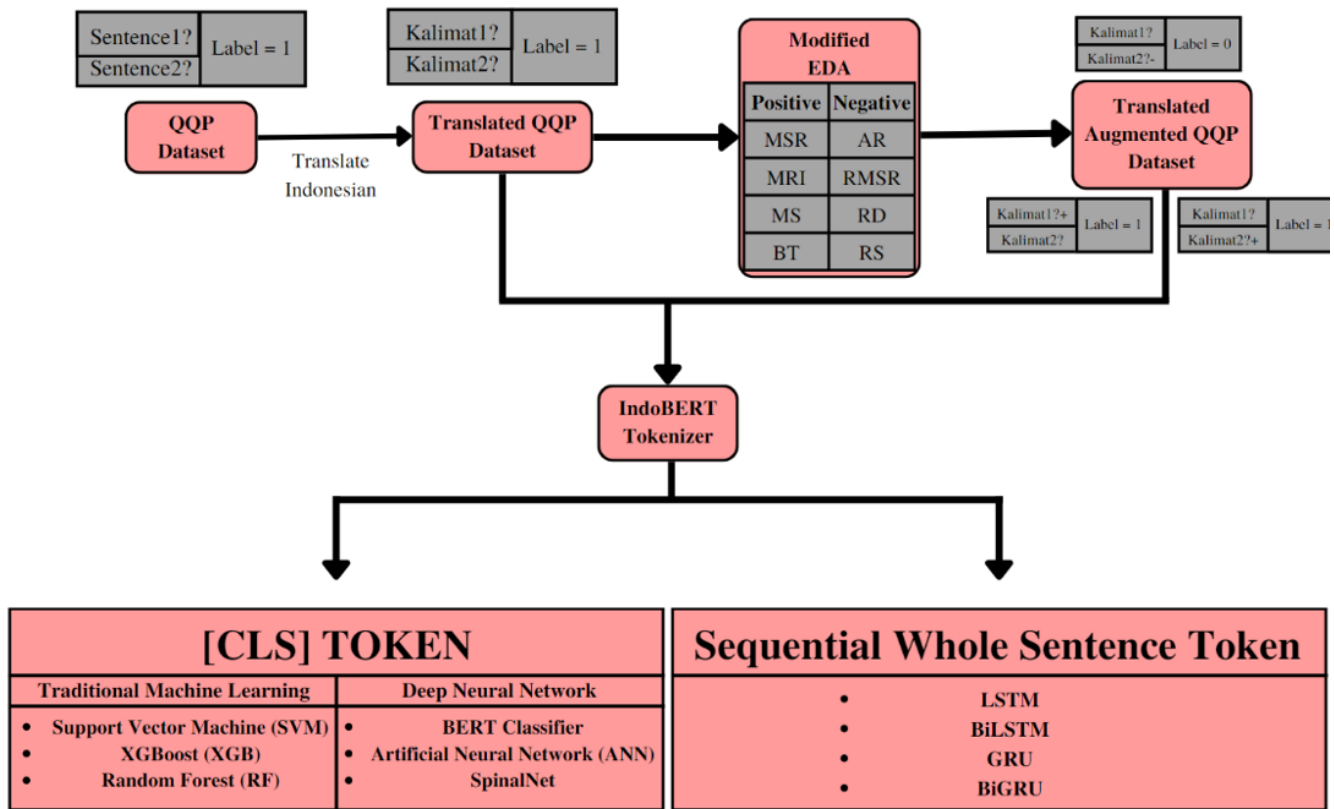 Sentence1?
Sentence2?
Label = 1
Kalimat1?
Kalimat2?
Label = 1
Modified
EDA
Positive Negative
MSR AR
MRI RMSR
MS RD
BT RS
Kalimat1?
Kalimat2?-
Label = 0
QQP
Dataset
Translate
Indonesian
Translated QQP
Dataset
Translated
Augmented QQP
Dataset
Kalimat1?+
Kalimat2?
Label = 1
Kalimat1?
Kalimat2?+
Label = 1
IndoBERT
Tokenizer
[CLS] TOKEN
Traditional Machine Learning
• Support Vector Machine (SVM)
• XGBoost (XGB)
• Random Forest (RF)
Deep Neural Network
• BERT Classifier
• Artificial Neural Network (ANN)
• SpinalNet
Sequential Whole Sentence Token
• LSTM
• BiLSTM
• GRU
• BiGRU